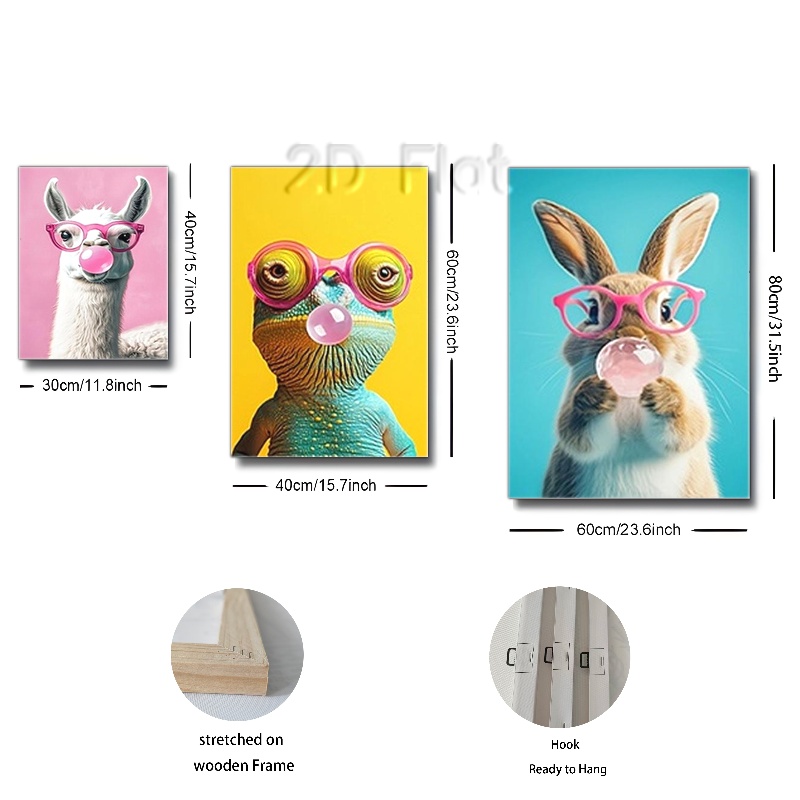 2D Flat
40cm/15.7inch
30cm/11.8inch
60cm/23.6inch
40cm/15.7inch
80cm/31.5inch
60cm/23.6inch
stretched on
wooden Frame
Hook
Ready to Hang